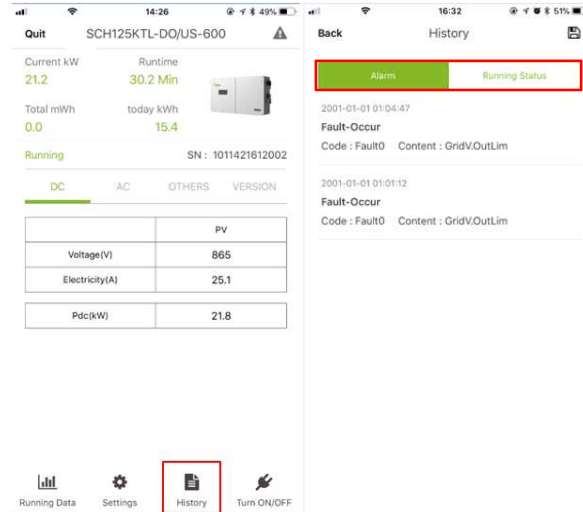 14:26
49%
Quit SCH125KTL-DO/US-600
Current kW Runtime
21.2 30.2 Min
Total mWh today kWh
0.0 15.4
Running SN : 1011421612002
DC AC OTHERS VERSION
PV
Voltage(V) 865
Electricity(A) 25.1
Pdc(kW) 21.8
Running Data Settings History Turn ON/OFF
16:32
51%
Back History
Alarm Running Status
2001-01-01 01:04:47
Fault-Occur
Code : Fault0 Content : GridV.OutLim
2001-01-01 01:01:12
Fault-Occur
Code : Fault0 Content : GridV.OutLim